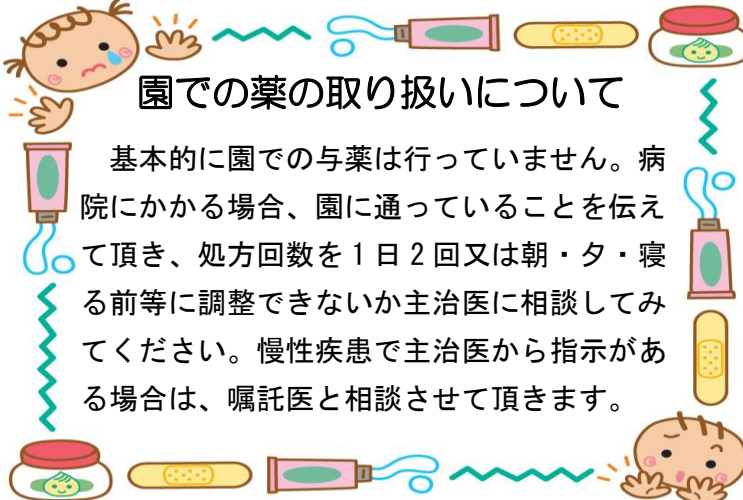 園での薬の取り扱いについて
　基本的に園での与薬は行っていません。病
院にかかる場合、園に通っていることを伝え
て頂き、処方回数を１日２回又は朝・夕・寝
る前等に調整できないか主治医に相談してみ
てください。慢性疾患で主治医から指示があ
る場合は、嘱託医と相談させて頂きます。